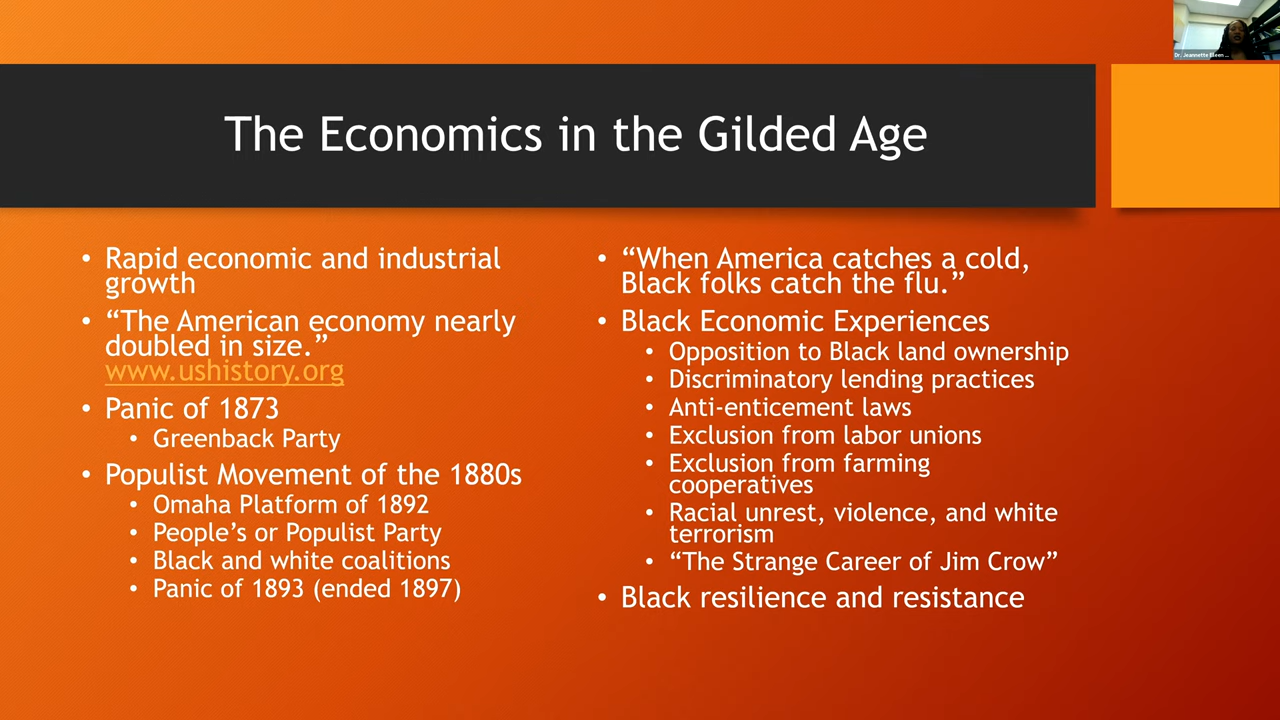 Dr. Jeannette Eileen ...
The Economics in the Gilded Age
• Rapid economic and industrial
growth
• “The American economy nearly
doubled in size.”
www.ushistory.org
• Panic of 1873
• Greenback Party
• Populist Movement of the 1880s
• Omaha Platform of 1892
• People’s or Populist Party
• Black and white coalitions
• Panic of 1893 (ended 1897)
• “When America catches a cold,
Black folks catch the flu.”
• Black Economic Experiences
• Opposition to Black land ownership
• Discriminatory lending practices
• Anti-enticement laws
• Exclusion from labor unions
• Exclusion from farming
cooperatives
• Racial unrest, violence, and white
terrorism
• “The Strange Career of Jim Crow”
• Black resilience and resistance